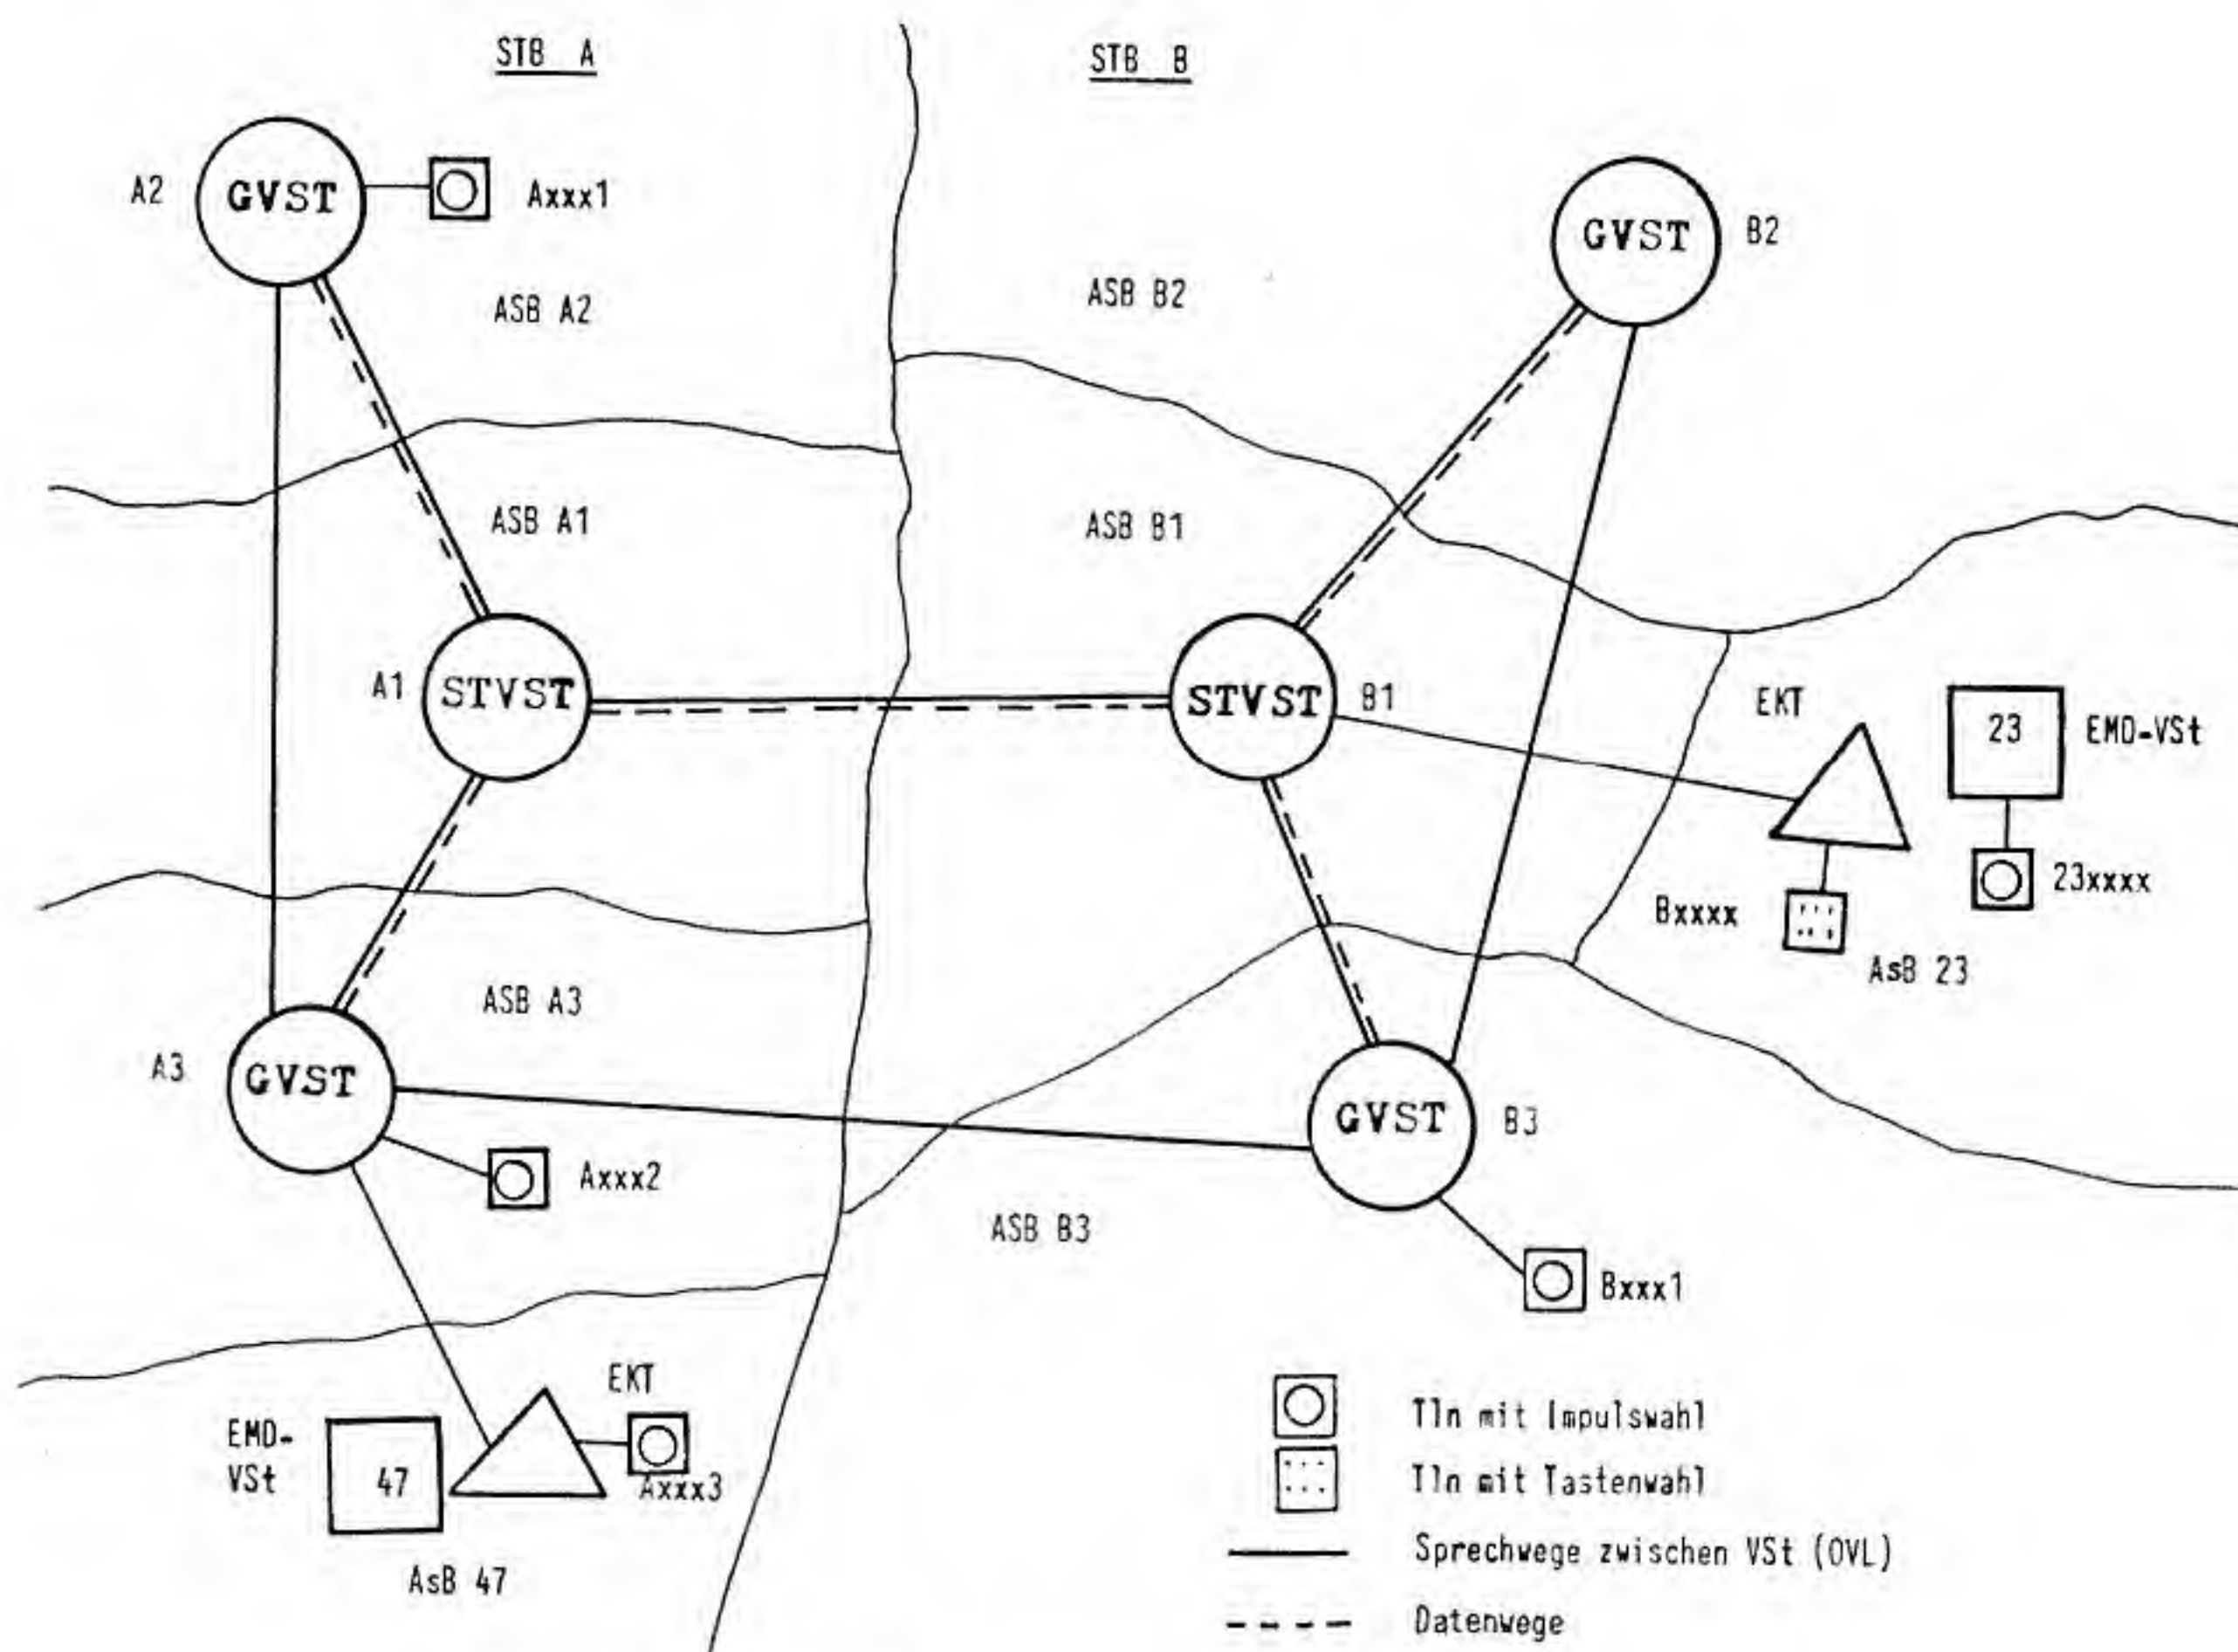 STB A
STB B
A2
GVST
Axxx1
GVST
B2
ASB A2
ASB B2
ASB A1
ASB B1
A1
STVST
STVST
B1
EKT
23
EMD-VSt
23xxxx
Bxxxx
AsB 23
ASB A3
A3
GVST
GVST
B3
Axxx2
ASB B3
Bxxx1
EKT
EMD-
VSt
47
Axxx3
AsB 47
Tln mit Impulswahl
Tln mit Tastenwahl
Sprechwege zwischen VSt (OVL)
Datenwege